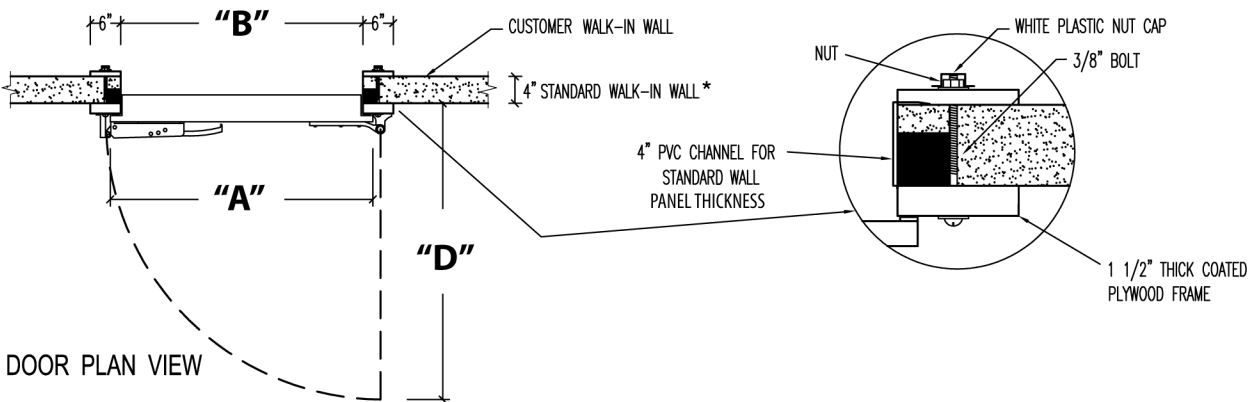 6”
“B”
6”
CUSTOMER WALK-IN WALL
4” STANDARD WALK-IN WALL*
“A”
“D”
DOOR PLAN VIEW
WHITE PLASTIC NUT CAP
NUT
3/8” BOLT
4” PVC CHANNEL FOR
STANDARD WALL
PANEL THICKNESS
1 1/2” THICK COATED
PLYWOOD FRAME